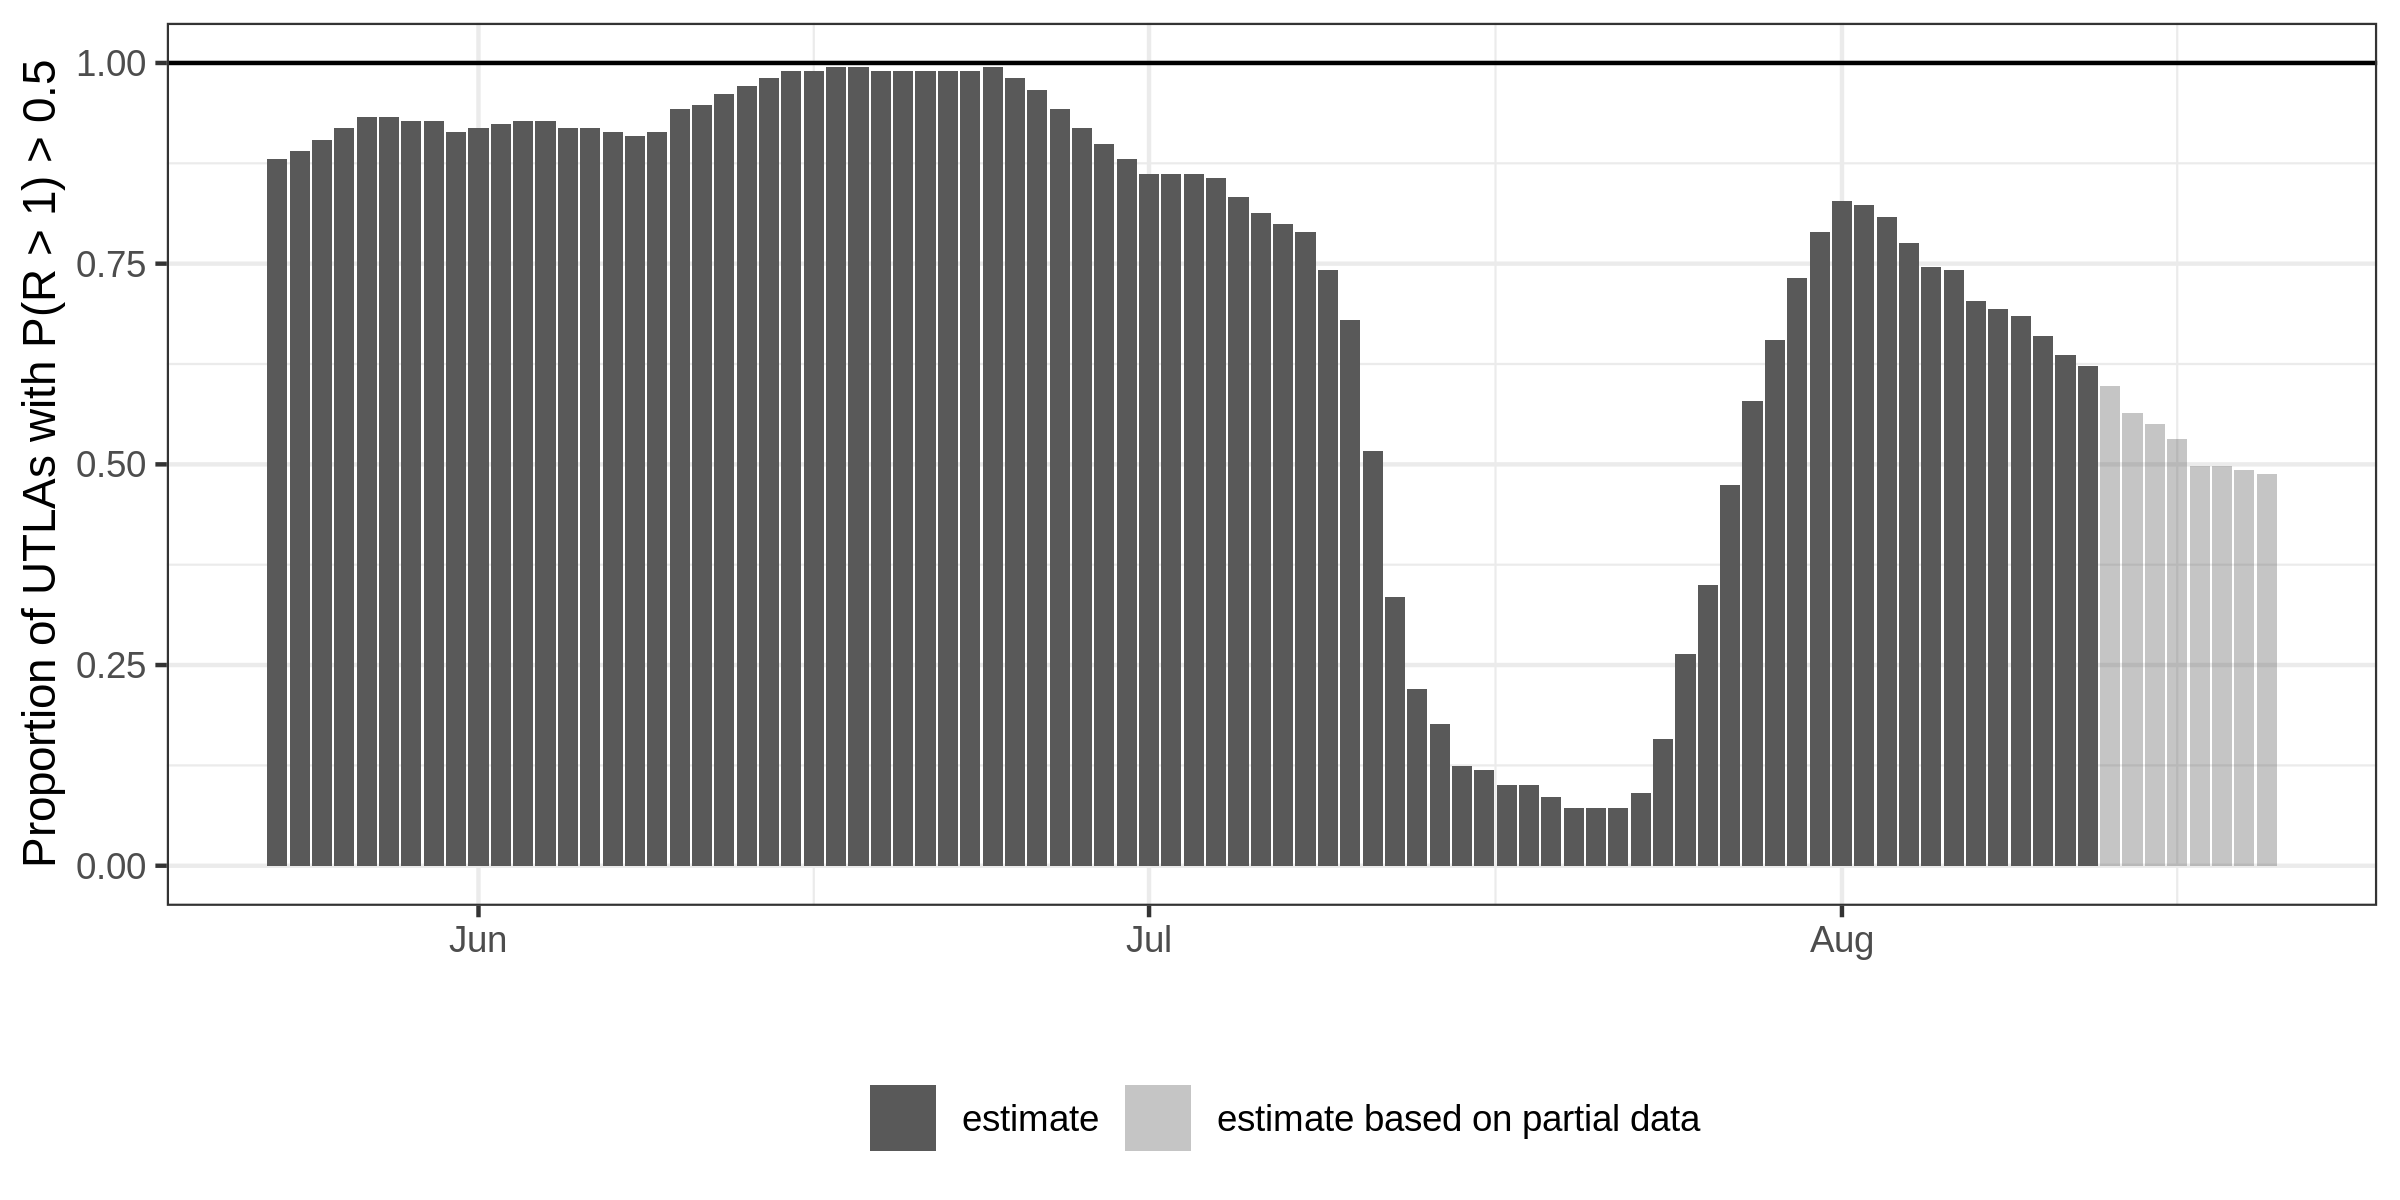 Proportion of UTLAs with P(R > 1) > 0.5
1.00
0.75
0.50
0.25
0.00
Jun Jul Aug
estimate estimate based on partial data